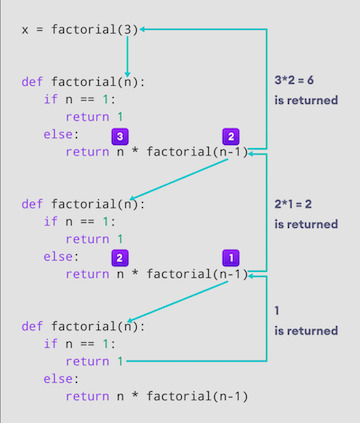 x = factorial(3)
def factorial(n):
if n == 1:
return 1
else:
3 2
return n * factorial(n-1)
3*2 = 6
is returned
def factorial(n):
if n == 1:
return 1
else:
2 1
return n * factorial(n-1)
2*1 = 2
is returned
def factorial(n):
if n == 1:
return 1
else:
return n * factorial(n-1)
1
is returned